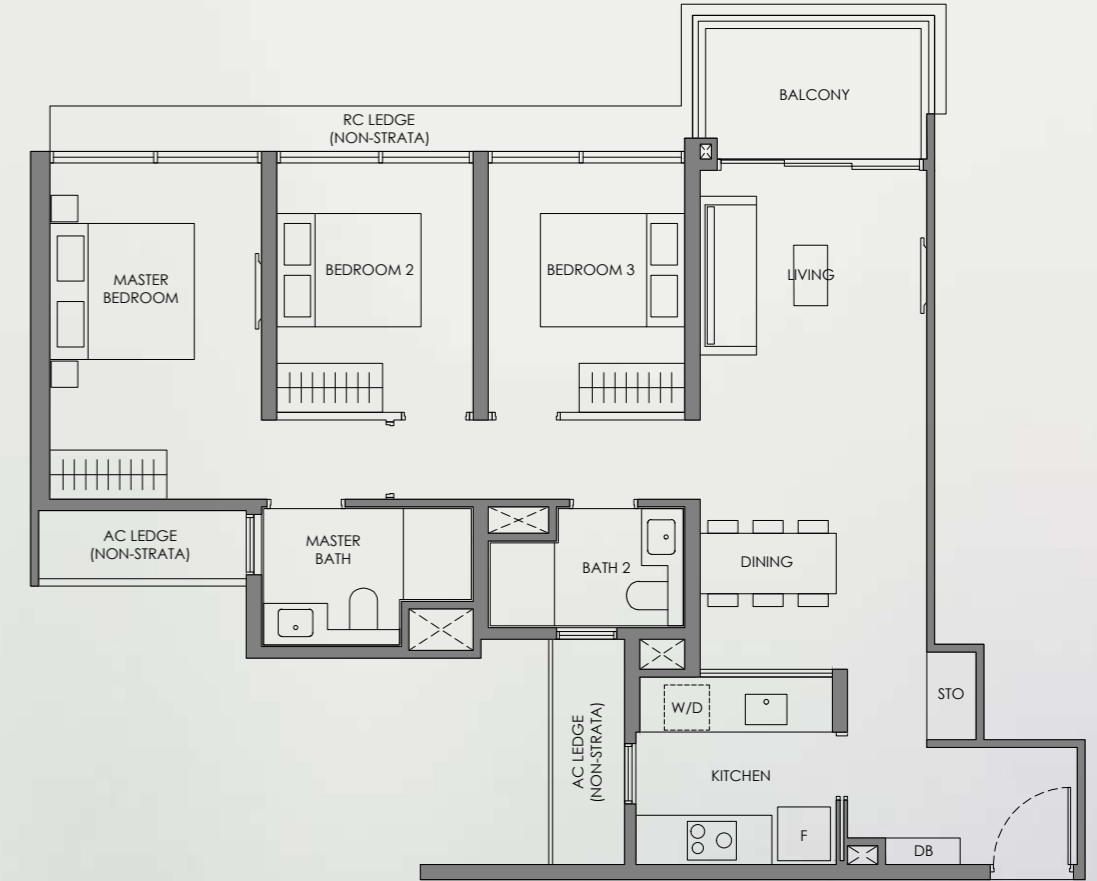 BALCONY
RC LEDGE
(NON-STRATA)
MASTER
BEDROOM
BEDROOM 2
BEDROOM 3
LIVING
AC LEDGE
(NON-STRATA)
MASTER
BATH
BATH 2
DINING
STO
W/D
AC LEDGE
(NON-STRATA)
KITCHEN
F
DB